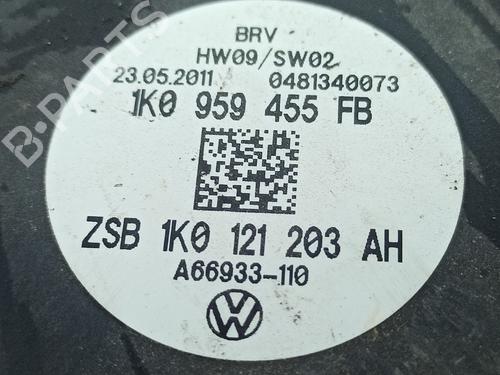 BRV
HW09/SW02
23.05.2011 0481340073
1K0 959 455 FB
ZSB 1K0 121 203 AH
A66933-110
B-PARTS